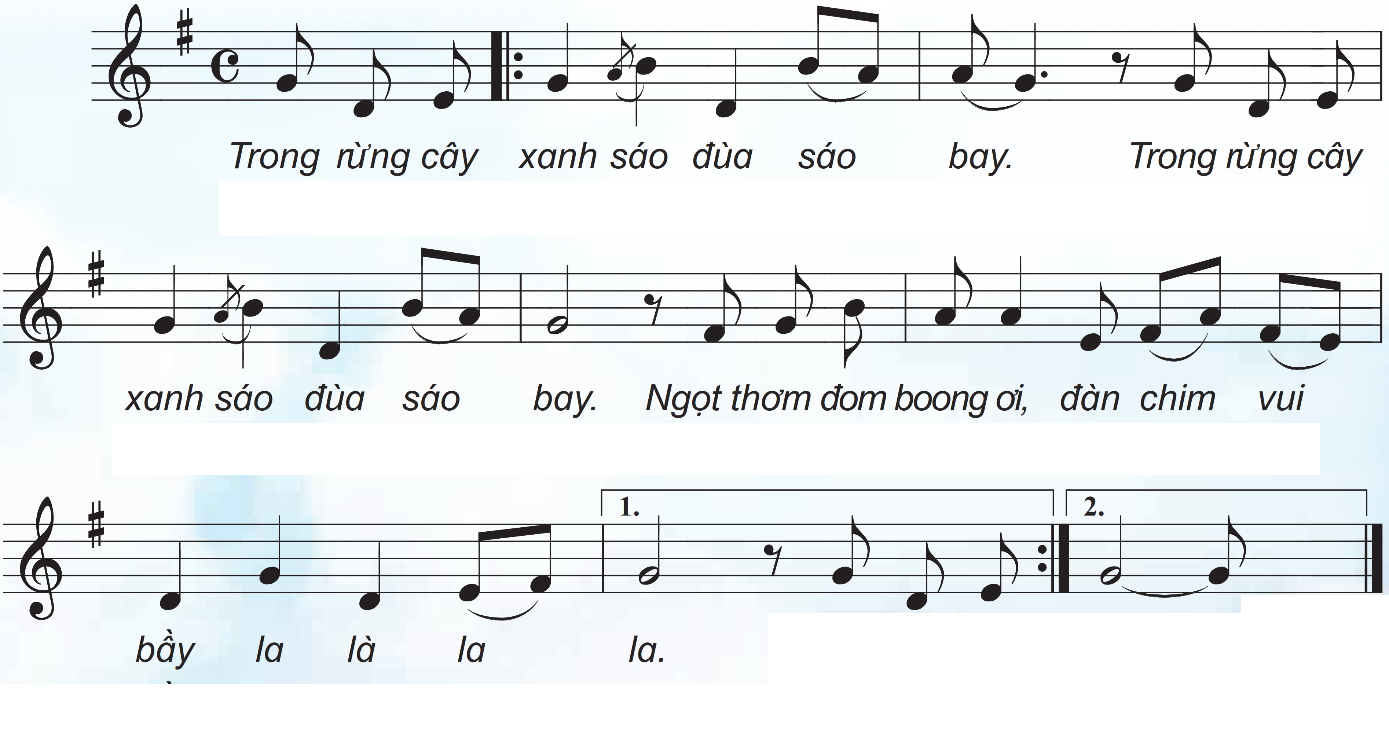 Trong rừng cây xanh sáo đùa sáo bay. Trong rừng cây
xanh sáo đùa sáo bay. Ngọt thơm đom boong ơi, đàn chim vui
1. 2.
bầy la là la la.